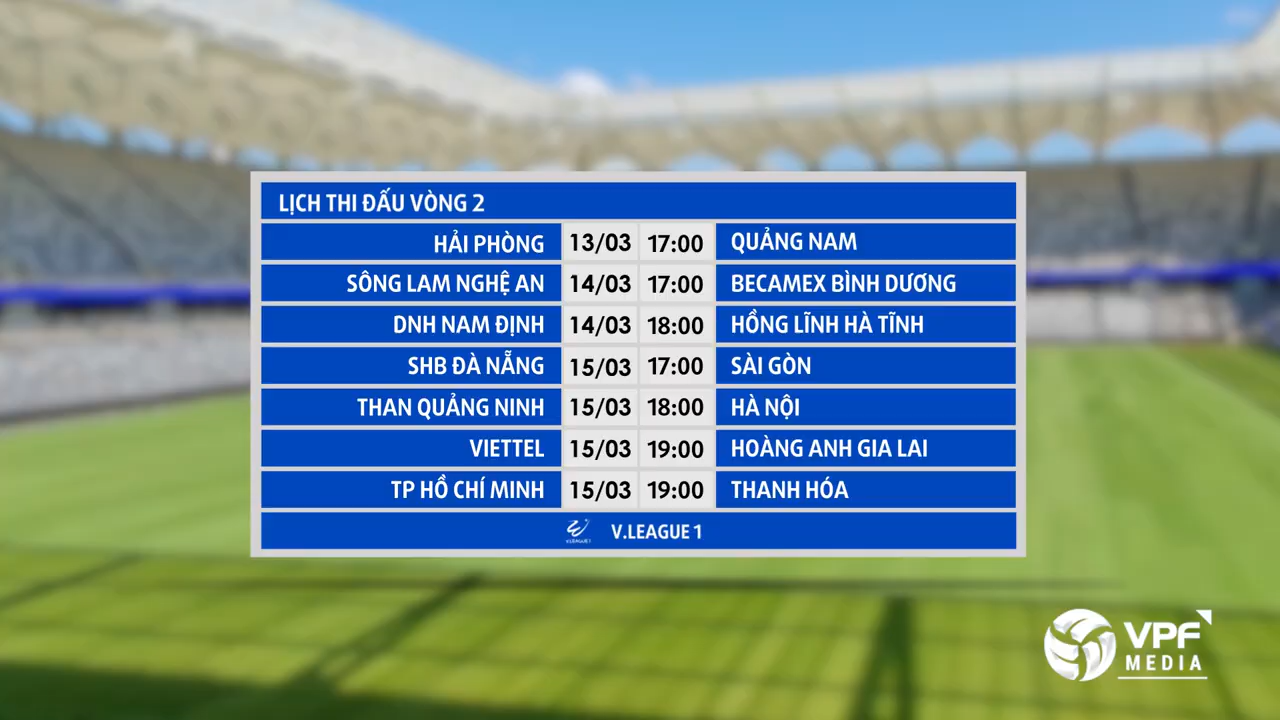 LỊCH THI ĐẤU VÒNG 2
HẢI PHÒNG 13/03 17:00 QUẢNG NAM
SÔNG LAM NGHỆ AN 14/03 17:00 BECAMEX BÌNH DƯƠNG
DNH NAM ĐỊNH 14/03 18:00 HỒNG LĨNH HÀ TĨNH
SHB ĐÀ NẴNG 15/03 17:00 SÀI GÒN
THAN QUẢNG NINH 15/03 18:00 HÀ NỘI
VIETTEL 15/03 19:00 HOÀNG ANH GIA LAI
TP HỒ CHÍ MINH 15/03 19:00 THANH HÓA
V.LEAGUE 1 V.LEAGUE 1
VPF
MEDIA